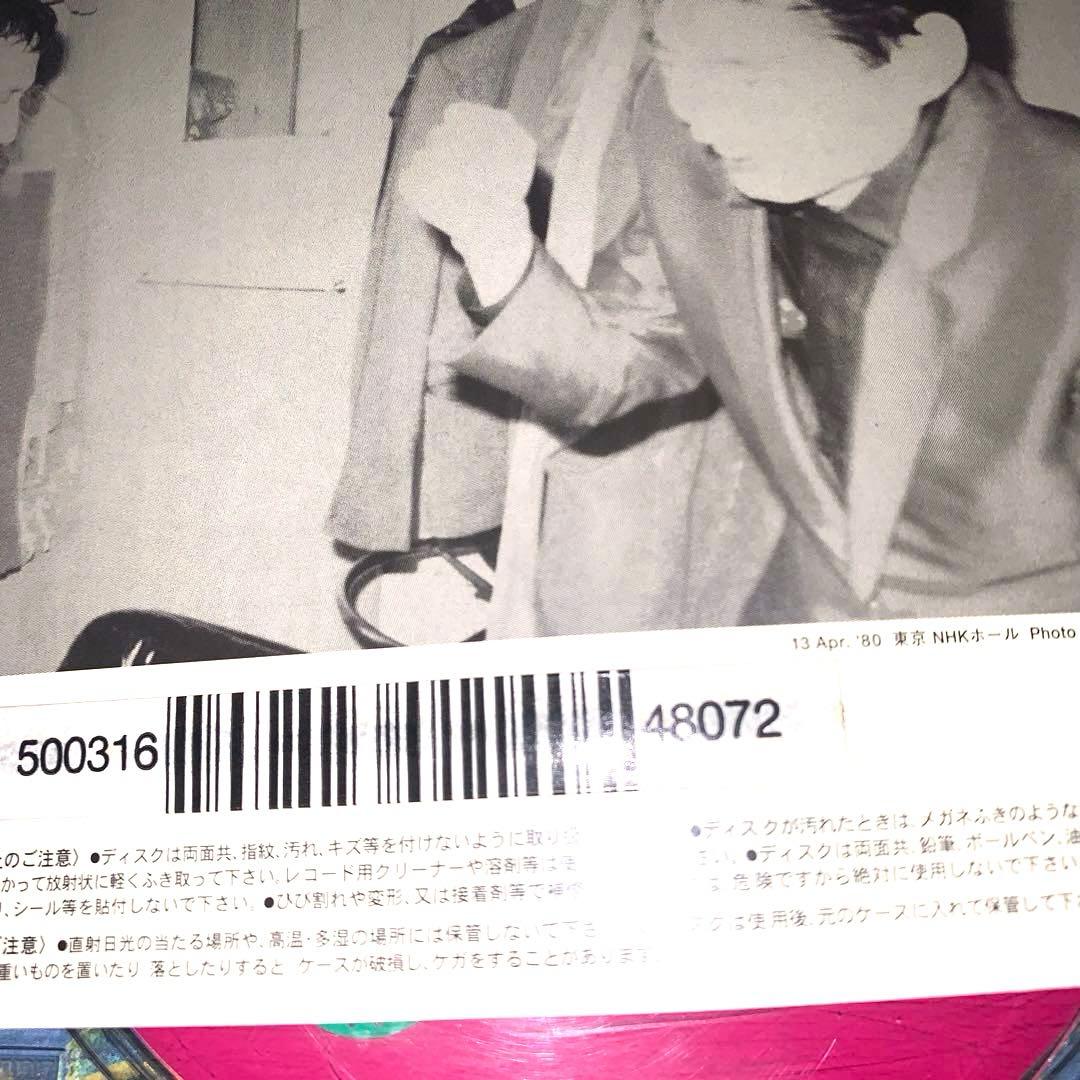 13 Apr. '80 東京 NHKホール Photo
500316 48072
のご注意〉●ディスクは両面共、指紋、汚れ、キズ等を付けないように取り扱
かって放射状に軽くふき取って下さい。レコード用クリーナーや溶剤等は使
シール等を貼付しないで下さい。●ひび割れや変形、又は接着剤等で補修
ご注意〉●直射日光の当たる場所や、高温・多湿の場所には保管しないで下さ
重いものを置いたり 落としたりすると ケースが破損し、ケガをすることがあります。
●ディスクが汚れたときは、メガネふきのような
い。●ディスクは両面共、鉛筆、ボールペン、油
は 危険ですから絶対に使用しないで下さい
スクは使用後、元のケースに入れて保管して下さ